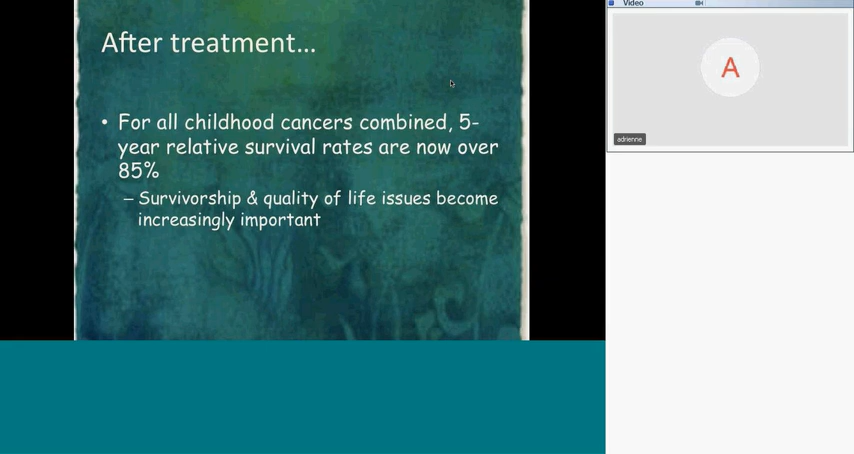 After treatment...
• For all childhood cancers combined, 5-
year relative survival rates are now over
85%
– Survivorship & quality of life issues become
increasingly important
Video
A
adrienne